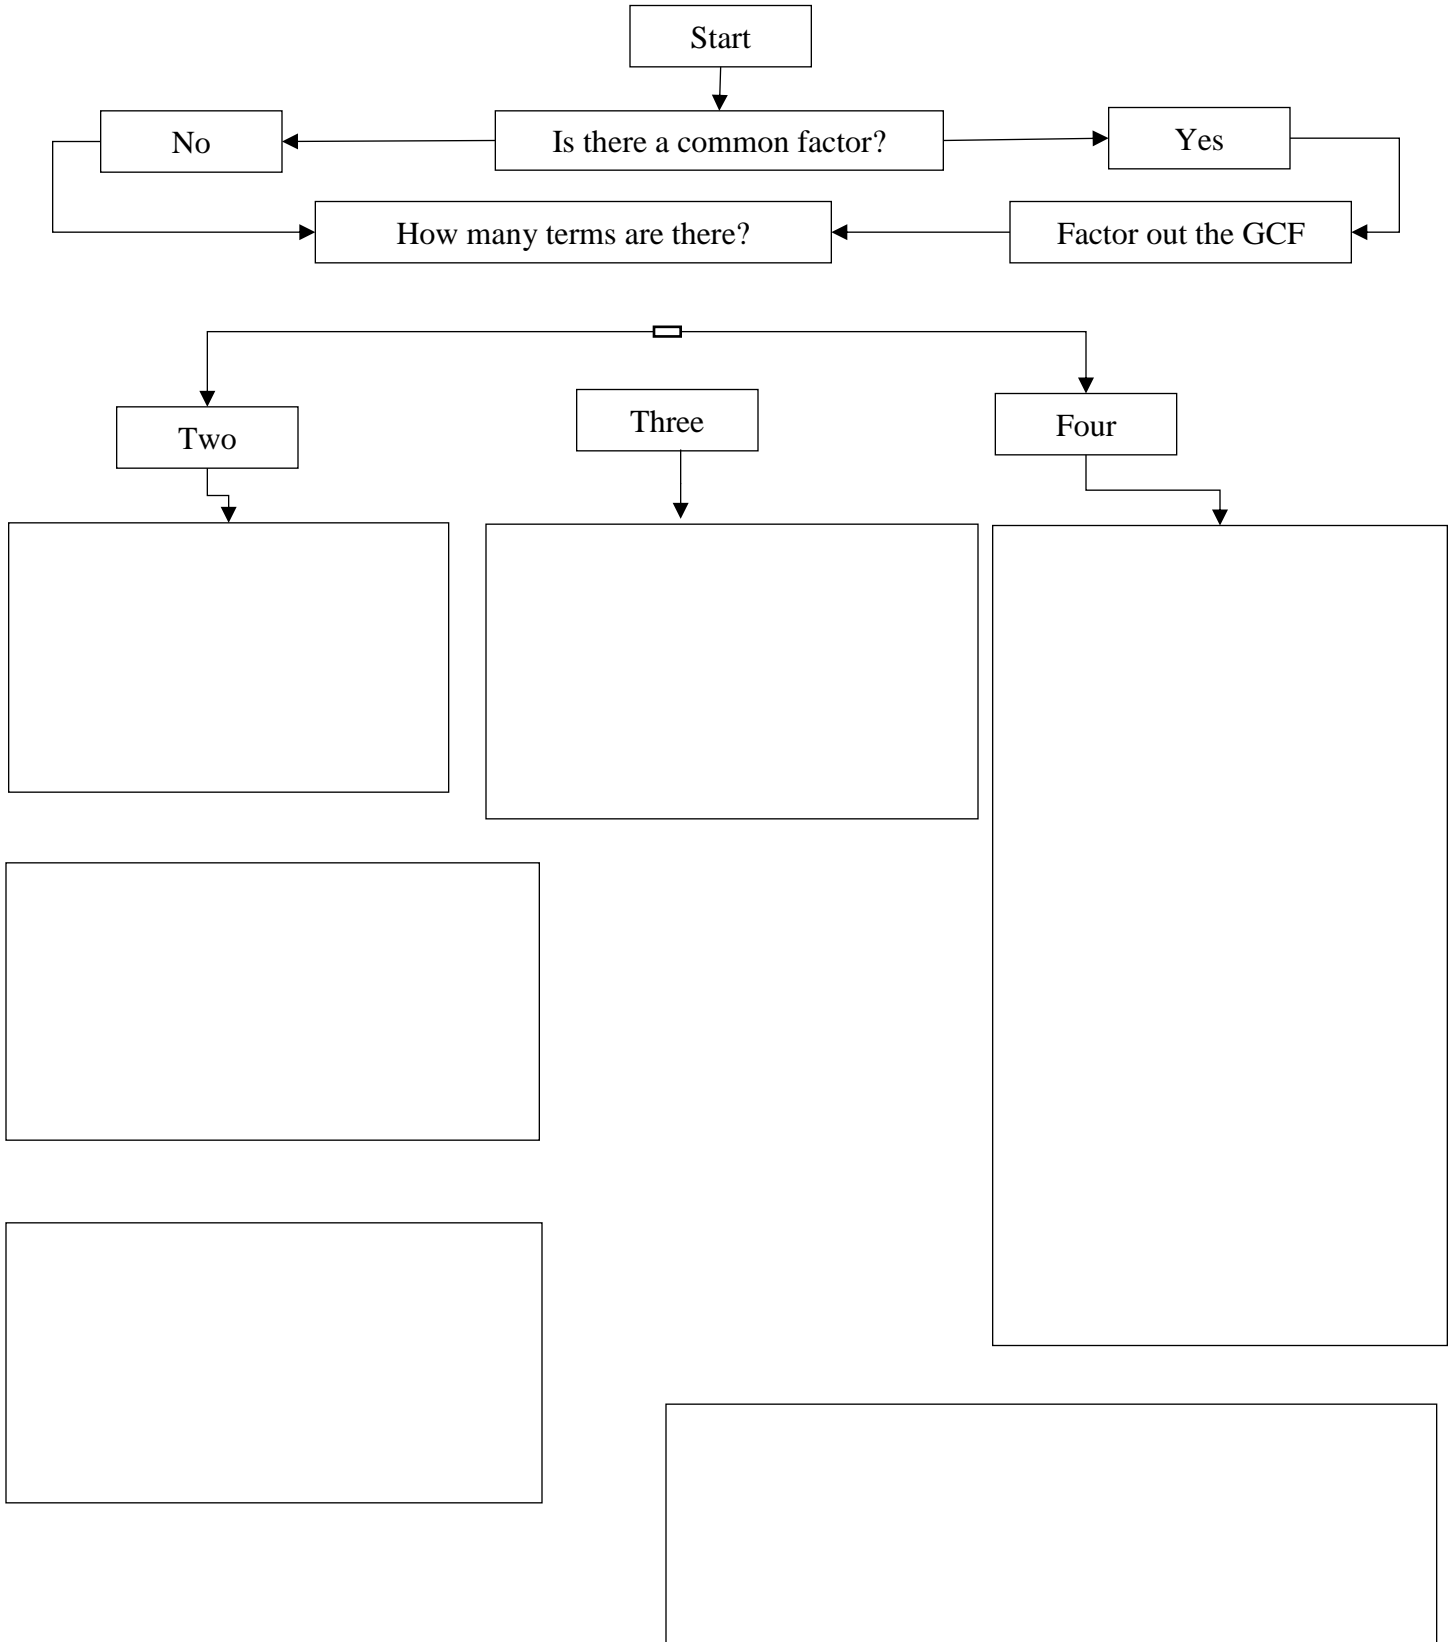 Start
No
Is there a common factor?
Yes
How many terms are there?
Factor out the GCF
Two
Three
Four